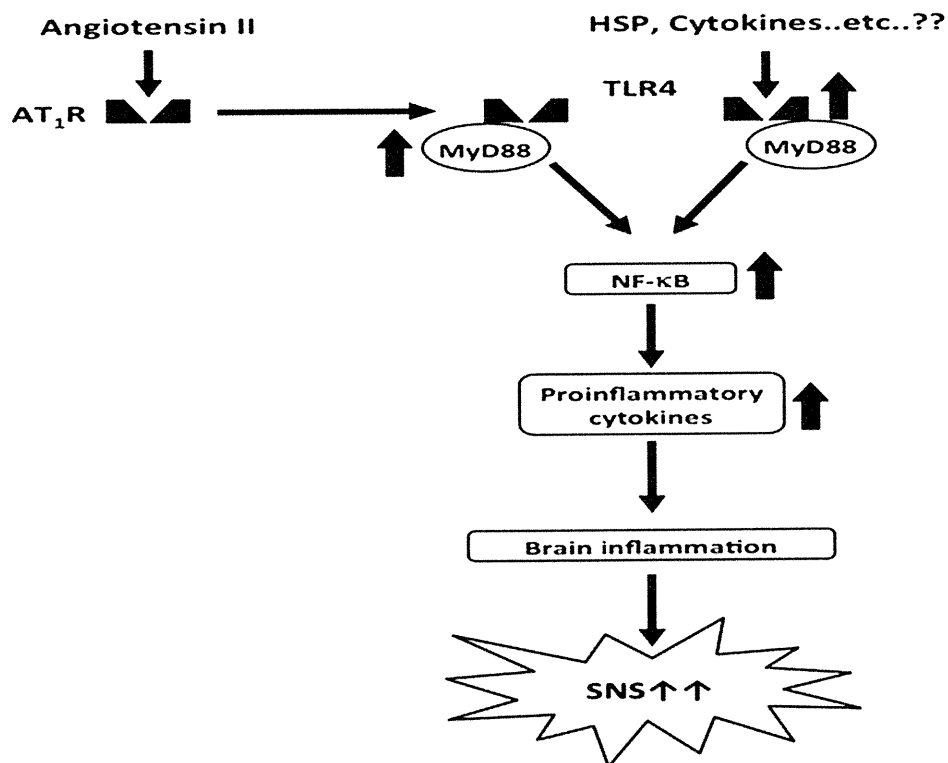 Angiotensin II
HSP, Cytokines..etc..??
AT₁R
TLR4
MyD88
MyD88
NF-κB
Proinflammatory
cytokines
Brain inflammation
SNS↑↑